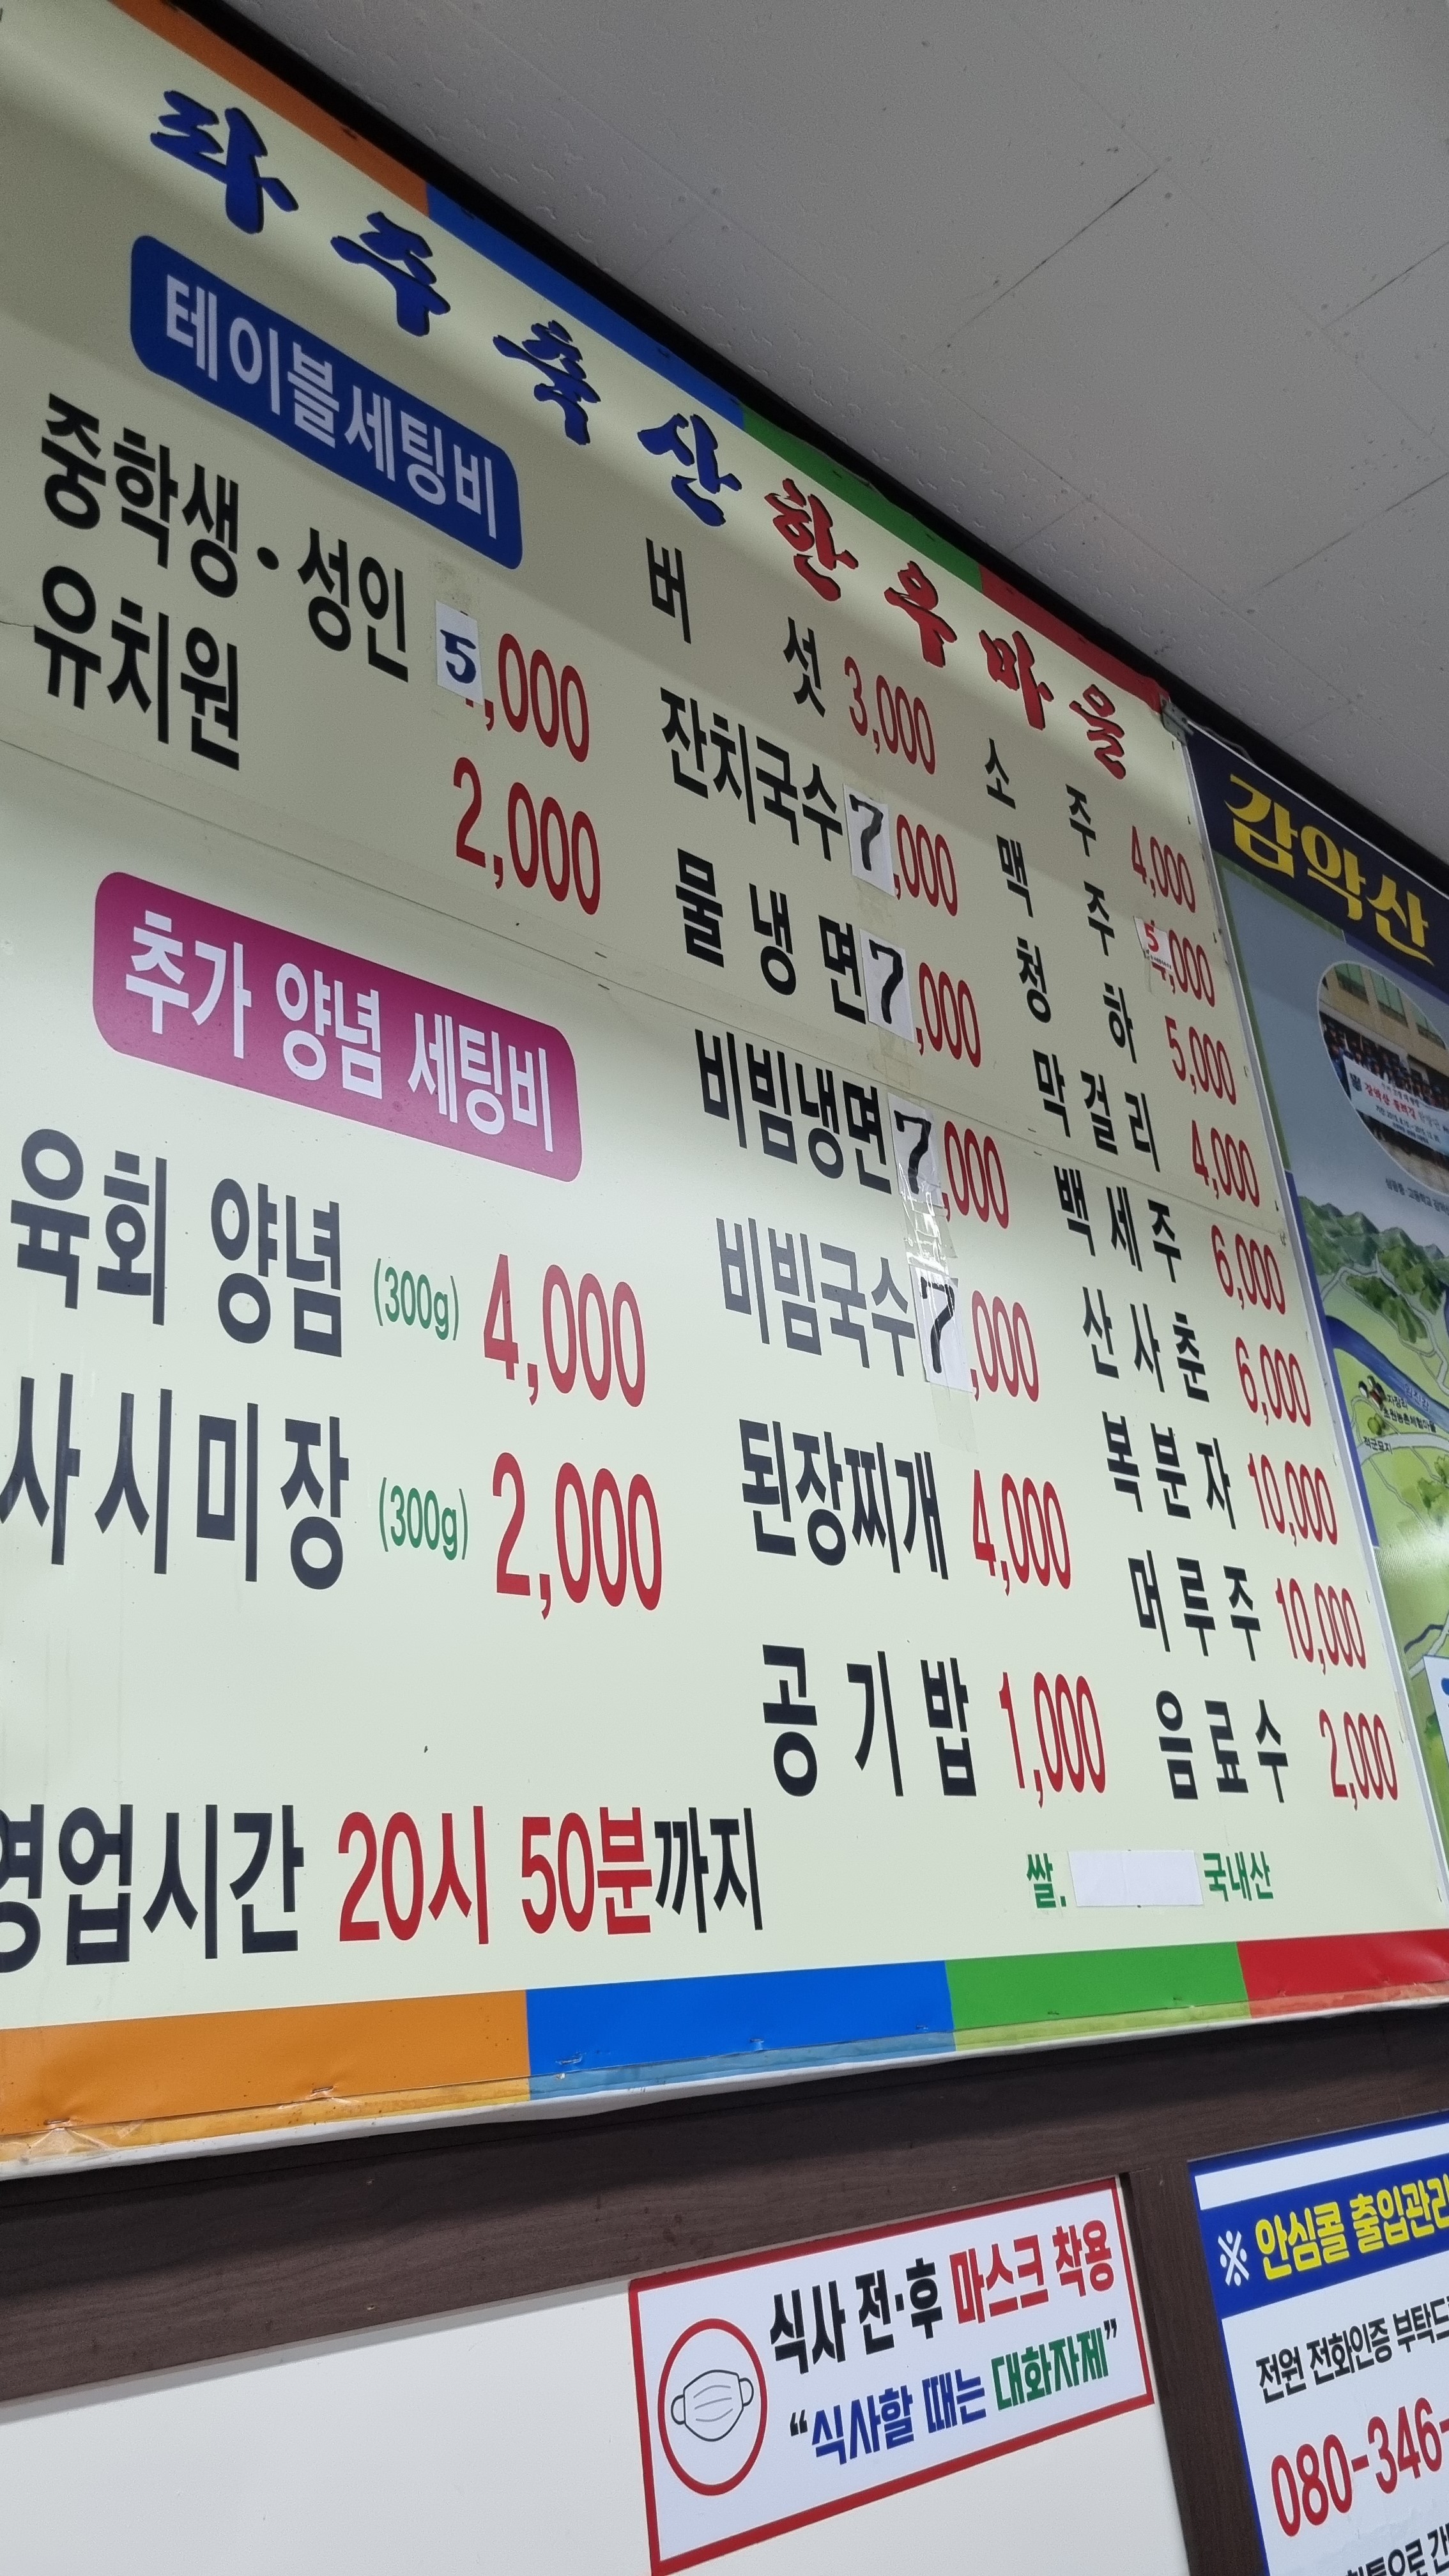 파주축산한우마을
테이블세팅비
중학생·성인 5,000
유치원 2,000
추가 양념 세팅비
육회 양념 (300g) 4,000
사시미장 (300g) 2,000
영업시간 20시 50분까지
버섯 3,000
잔치국수 7,000
물냉면 7,000
비빔냉면 7,000
비빔국수 7,000
된장찌개 4,000
공기밥 1,000
소주 4,000
맥주 5,000
청하 5,000
막걸리 4,000
백세주 6,000
산사춘 6,000
복분자 10,000
머루주 10,000
음료수 2,000
쌀. 국내산
감악산
식사 전·후 마스크 착용
“식사할 때는 대화자제”
※ 안심콜 출입관리
전원 전화인증 부탁드
080-346-